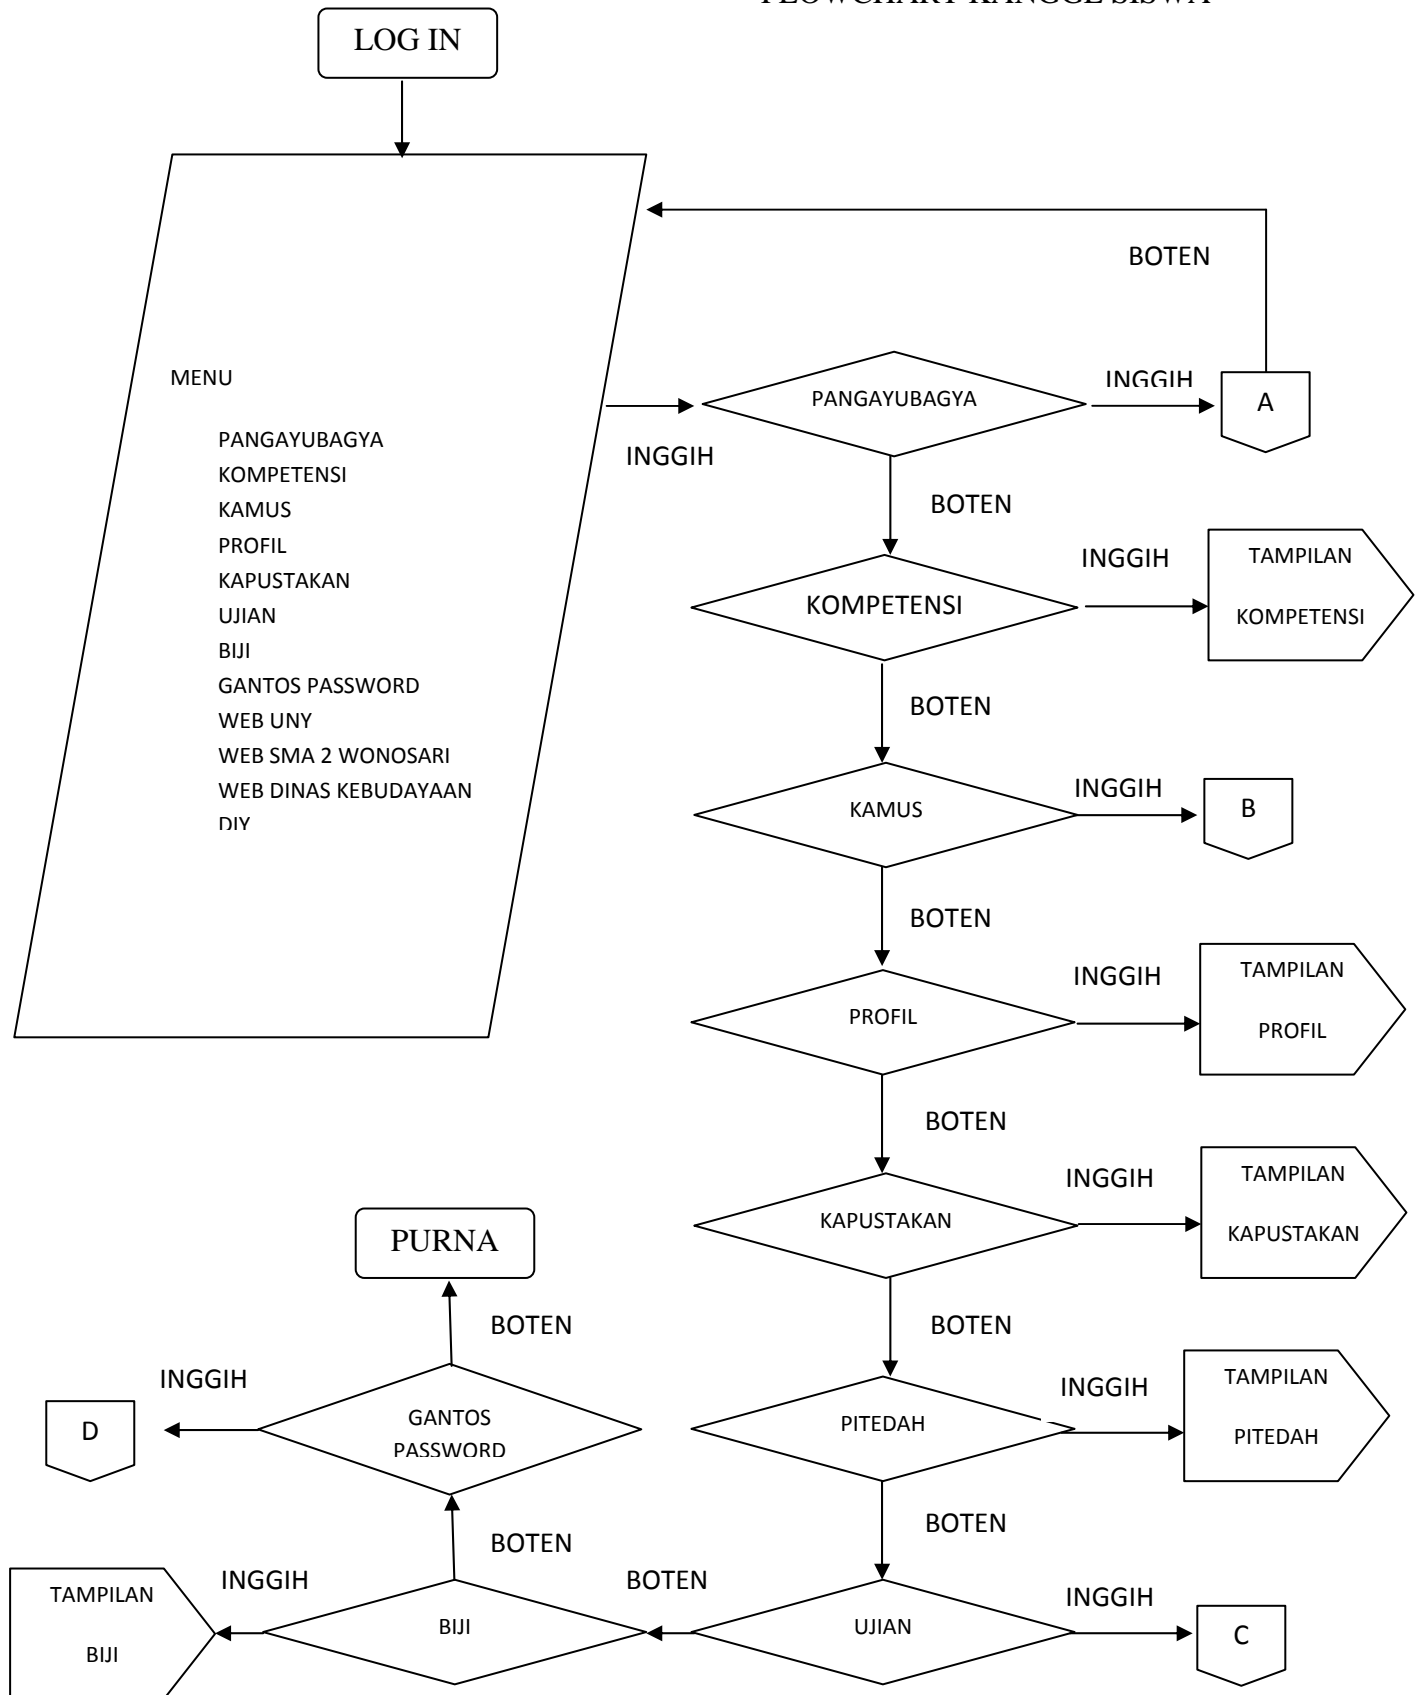 FLOWCHART KANGGE SISWA
LOG IN
BOTEN
MENU
PANGAYUBAGYA
KOMPETENSI
KAMUS
PROFIL
KAPUSTAKAN
UJIAN
BIJI
GANTOS PASSWORD
WEB UNY
WEB SMA 2 WONOSARI
WEB DINAS KEBUDAYAAN
DIY
INGGIH
PANGAYUBAGYA
INGGIH
A
BOTEN
KOMPETENSI
INGGIH
TAMPILAN
KOMPETENSI
BOTEN
KAMUS
INGGIH
B
BOTEN
PROFIL
INGGIH
TAMPILAN
PROFIL
BOTEN
KAPUSTAKAN
INGGIH
TAMPILAN
KAPUSTAKAN
BOTEN
PITEDAH
INGGIH
TAMPILAN
PITEDAH
BOTEN
UJIAN
INGGIH
C
BOTEN
BIJI
INGGIH
TAMPILAN
BIJI
BOTEN
GANTOS
PASSWORD
INGGIH
D
BOTEN
PURNA